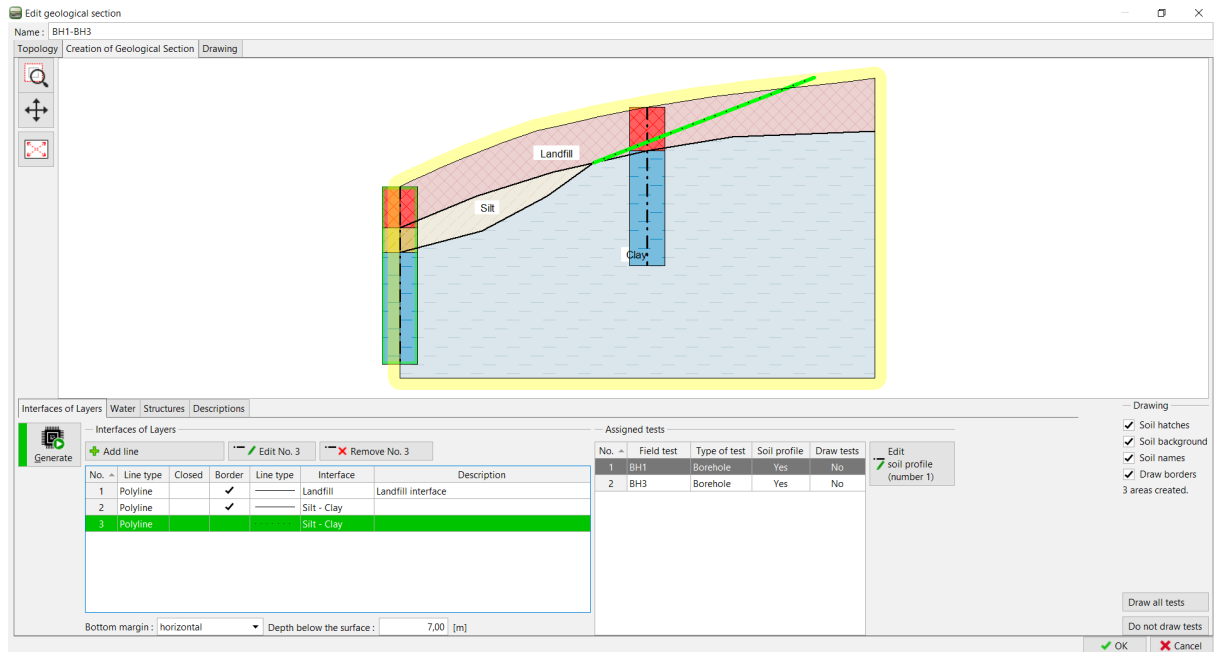 Edit geological section
Name : BH1-BH3
Topology Creation of Geological Section Drawing
Landfill
Silt
Clay
Interfaces of Layers Water Structures Descriptions
Generate
Interfaces of Layers
Add line Edit No. 3 Remove No. 3
No. Line type Closed Border Line type Interface Description
1 Polyline Landfill Landfill interface
2 Polyline Silt - Clay
3 Polyline Silt - Clay
Bottom margin : horizontal Depth below the surface : 7,00 [m]
Assigned tests
No. Field test Type of test Soil profile Draw tests
1 BH1 Borehole Yes No
2 BH3 Borehole Yes No
Edit
soil profile
(number 1)
Drawing
Soil hatches
Soil background
Soil names
Draw borders
3 areas created.
Draw all tests
Do not draw tests
OK Cancel